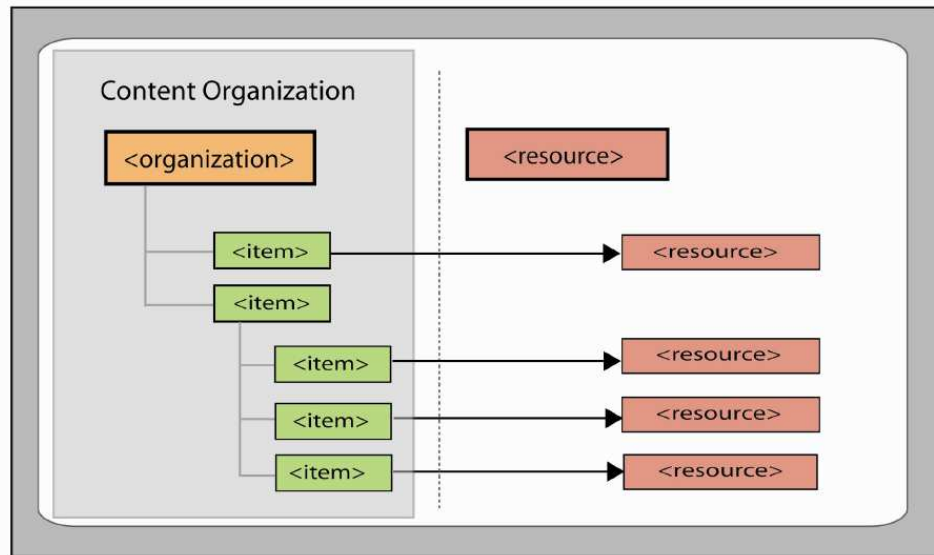 Content Organization
<organization>
<resource>
<item>
<resource>
<item>
<item>
<resource>
<item>
<resource>
<item>
<resource>